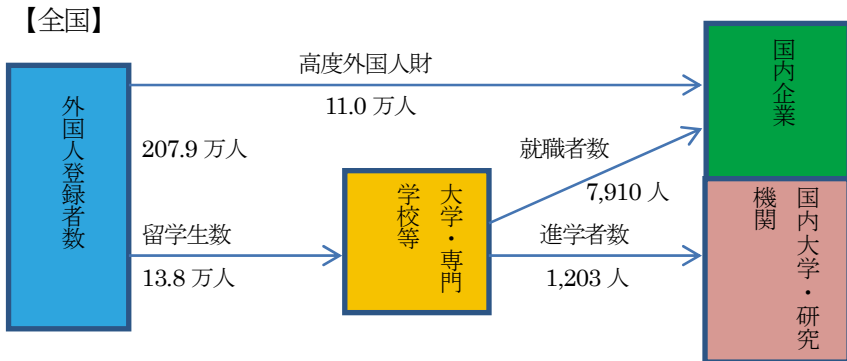 【全国】
外国人登録者数
高度外国人財
11.0 万人
207.9 万人
留学生数
13.8 万人
大学・専門
学校等
就職者数
7,910 人
進学者数
1,203 人
国内企業
国内大学・研究
機関